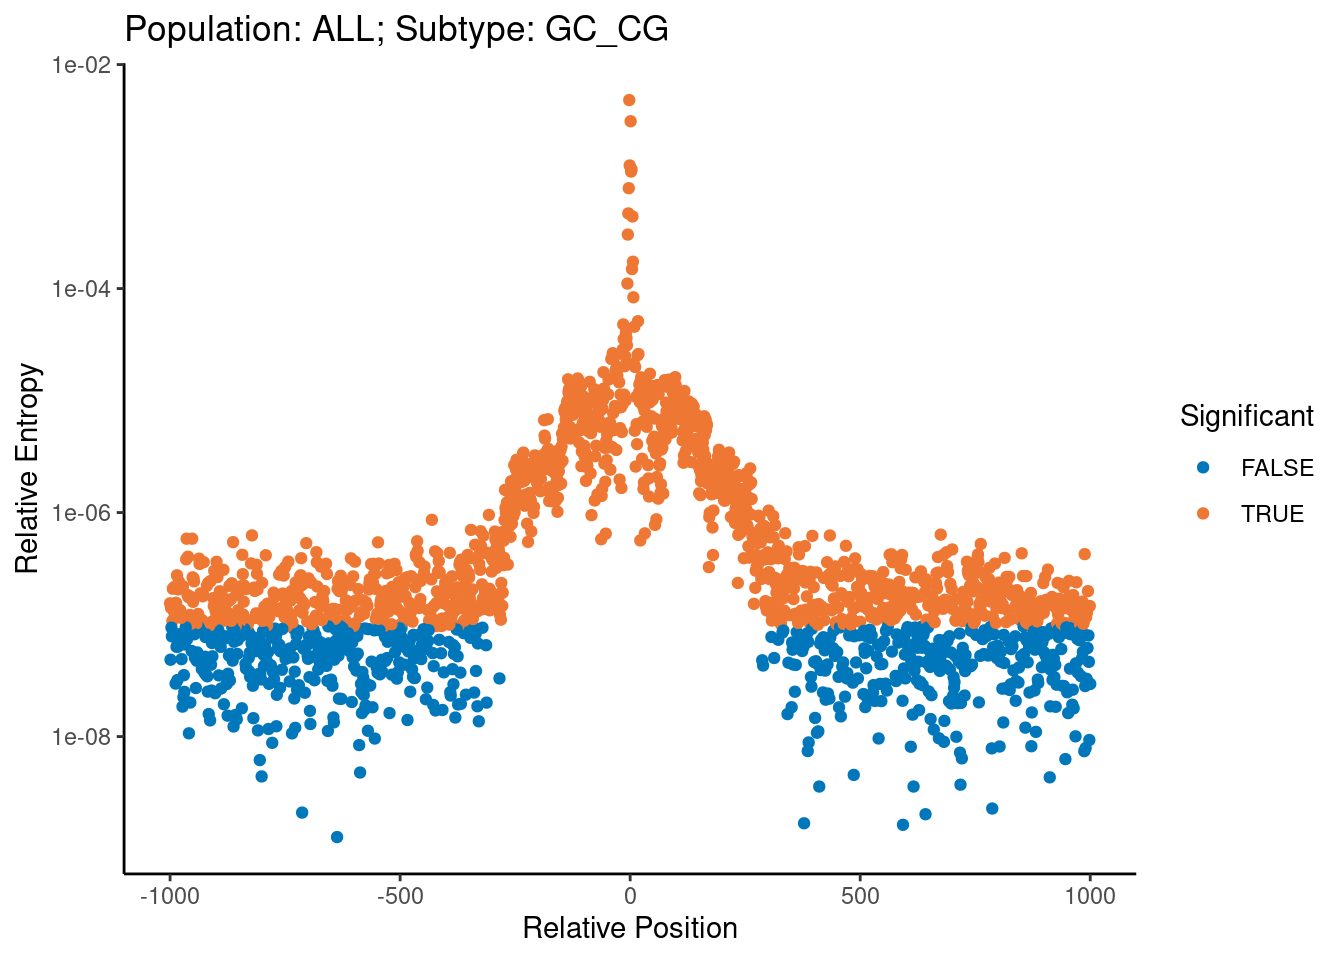 Population: ALL; Subtype: GC_CG
1e-02
1e-04
1e-06
1e-08
Relative Entropy
-1000
-500
0
500
1000
Relative Position
Significant
FALSE
TRUE